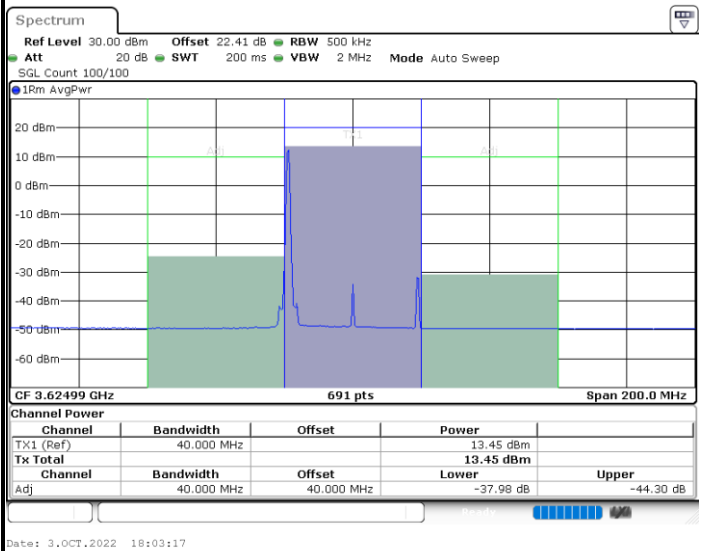 Spectrum
Ref Level 30.00 dBm Offset 22.41 dB RBW 500 kHz
Att 20 dB SWT 200 ms VBW 2 MHz Mode Auto Sweep
SGL Count 100/100
1Rm AvgPwr
20 dBm
TX1
10 dBm
Adj Adj
0 dBm
-10 dBm
-20 dBm
-30 dBm
-40 dBm
-50 dBm
-60 dBm
CF 3.62499 GHz 691 pts Span 200.0 MHz
Channel Power
Channel Bandwidth Offset Power
TX1 (Ref) 40.000 MHz 13.45 dBm
Tx Total 13.45 dBm
Channel Bandwidth Offset Lower Upper
Adj 40.000 MHz 40.000 MHz -37.98 dB -44.30 dB
Ready
Date: 3.OCT.2022 18:03:17